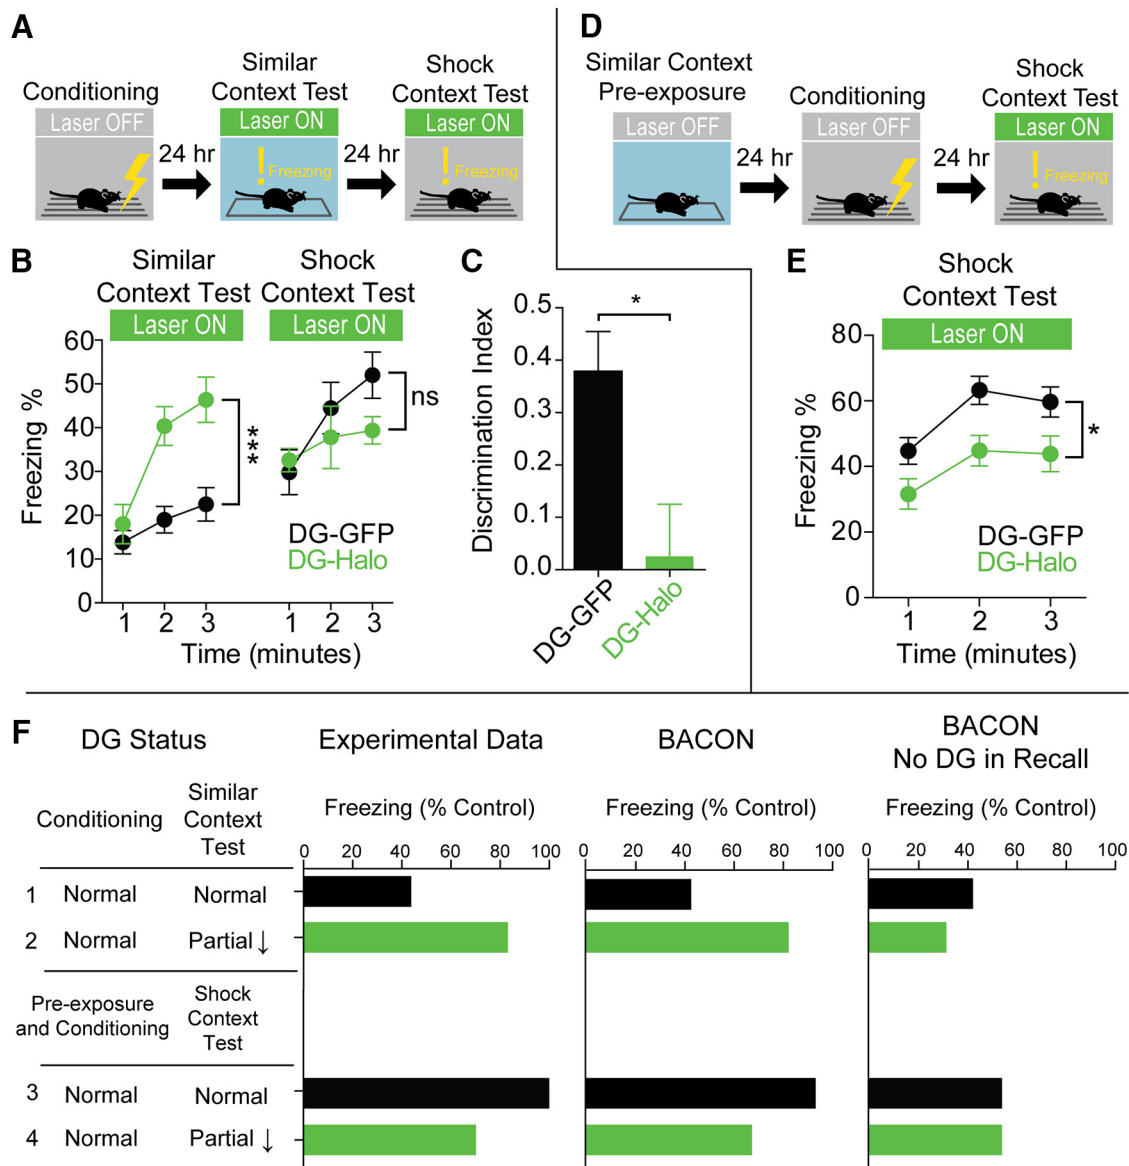 A
Conditioning
Laser OFF
24 hr
Similar
Context Test
Laser ON
!
Freezing
24 hr
Shock
Context Test
Laser ON
!
Freezing
D
Similar Context
Pre-exposure
Laser OFF
24 hr
Conditioning
Laser OFF
24 hr
Shock
Context Test
Laser ON
!
Freezing
B
Similar
Context Test
Laser ON
Shock
Context Test
Laser ON
Freezing %
60
50
40
30
20
10
0
***
ns
DG-GFP
DG-Halo
1 2 3 1 2 3
Time (minutes)
C
Discrimination Index
0.5
0.4
0.3
0.2
0.1
0.0
*
DG-GFP
DG-Halo
E
Shock
Context Test
Laser ON
Freezing %
80
60
40
20
0
*
DG-GFP
DG-Halo
1 2 3
Time (minutes)
F
DG Status
Experimental Data
BACON
BACON
No DG in Recall
Conditioning
Similar
Context
Test
Freezing (% Control)
Freezing (% Control)
Freezing (% Control)
0 20 40 60 80 100
0 20 40 60 80 100
0 20 40 60 80 100
1 Normal Normal
2 Normal Partial ↓
Pre-exposure
and Conditioning
Shock
Context
Test
3 Normal Normal
4 Normal Partial ↓